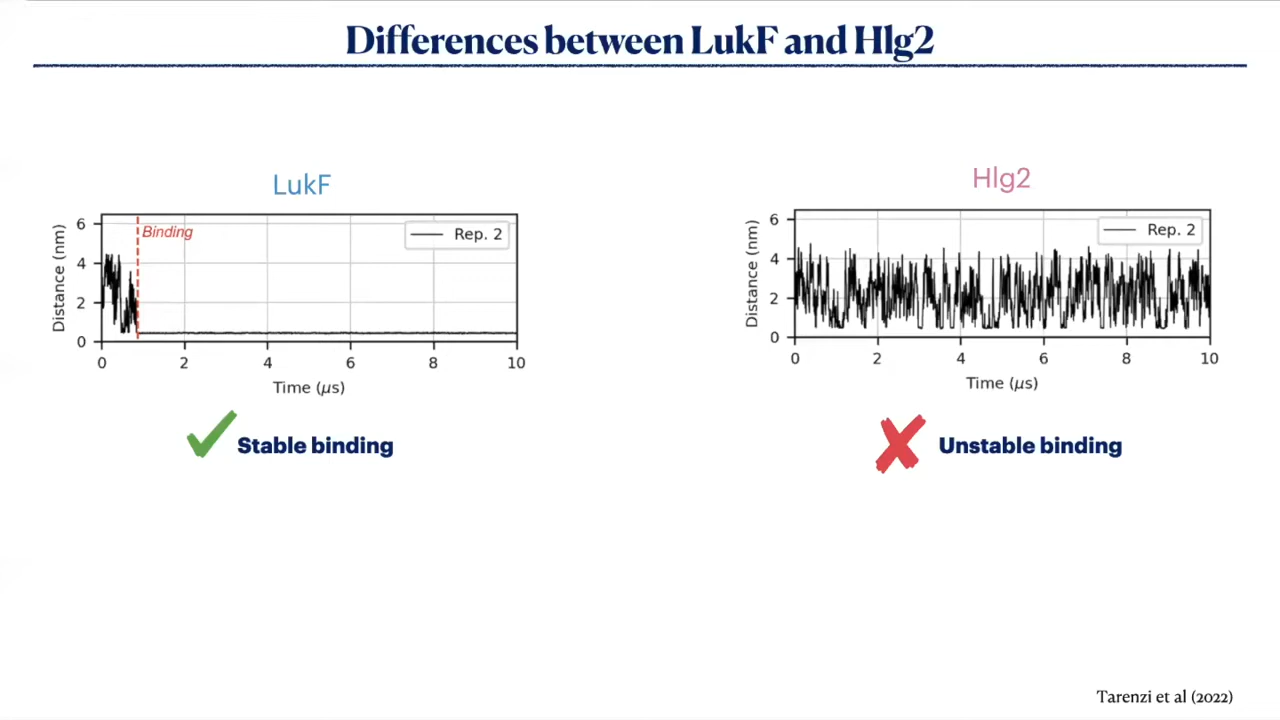 Differences between LukF and Hlg2
LukF
Distance (nm)
6
4
2
0
Binding
Rep. 2
0 2 4 6 8 10
Time (μs)
Stable binding
Hlg2
Distance (nm)
6
4
2
0
Rep. 2
0 2 4 6 8 10
Time (μs)
Unstable binding
Tarenzi et al (2022)